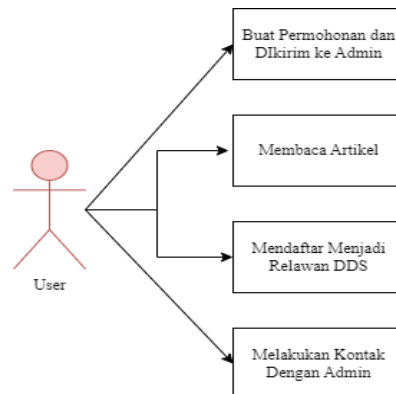 Buat Permohonan dan
DIkirim ke Admin
Membaca Artikel
Mendaftar Menjadi
Relawan DDS
User
Melakukan Kontak
Dengan Admin